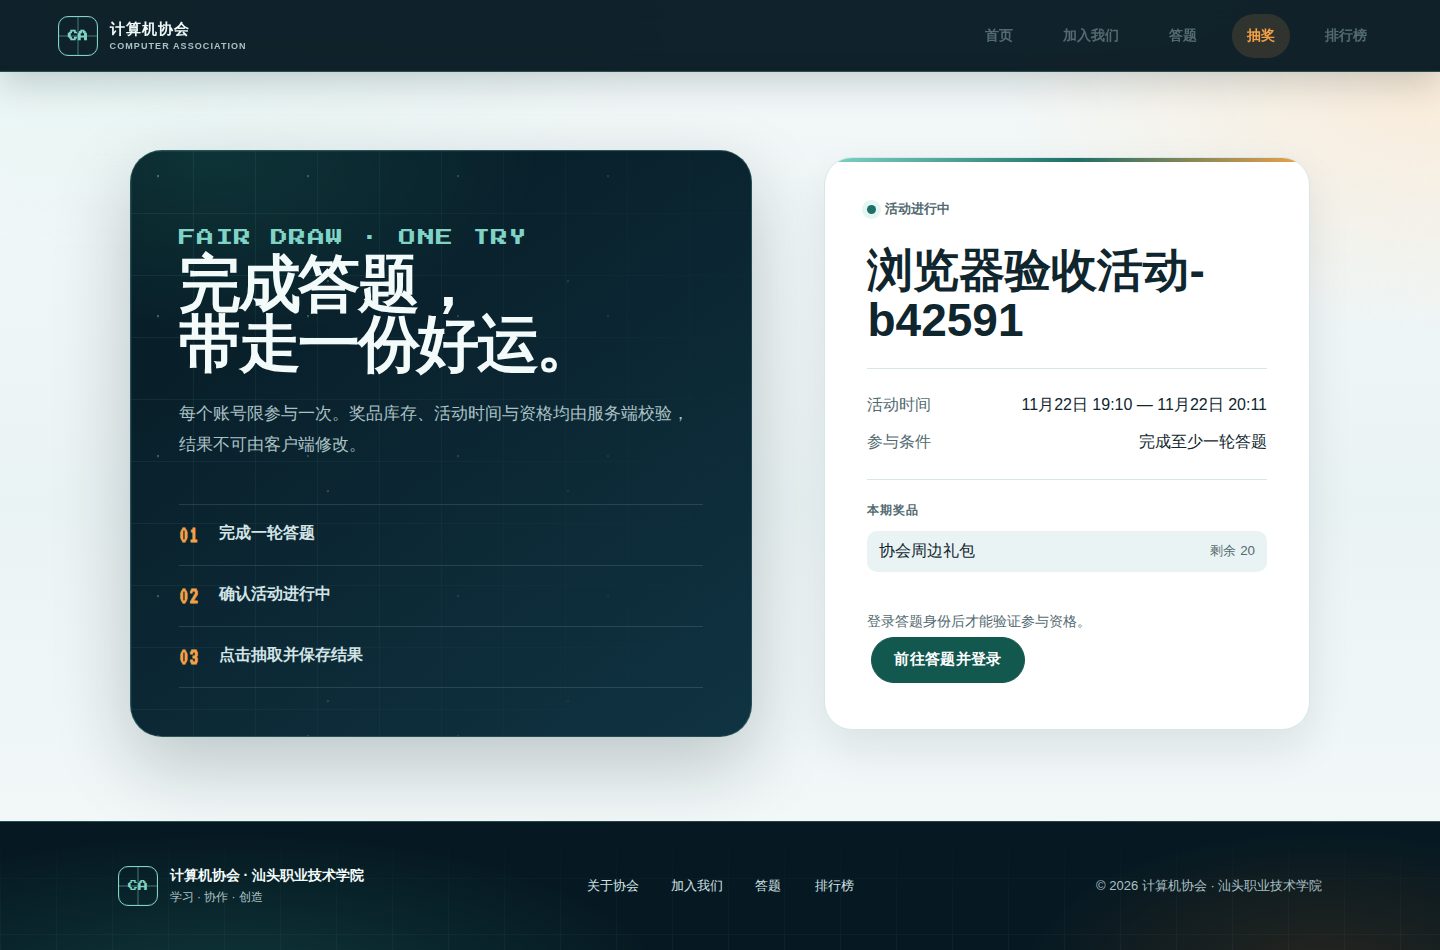 CA
计算机协会
COMPUTER ASSOCIATION
首页
加入我们
答题
抽奖
排行榜
FAIR DRAW · ONE TRY
完成答题，
带走一份好运。
每个账号限参与一次。奖品库存、活动时间与资格均由服务端校验，
结果不可由客户端修改。
01 完成一轮答题
02 确认活动进行中
03 点击抽取并保存结果
活动进行中
浏览器验收活动-
b42591
活动时间 11月22日 19:10 — 11月22日 20:11
参与条件 完成至少一轮答题
本期奖品
协会周边礼包 剩余 20
登录答题身份后才能验证参与资格。
前往答题并登录
CA
计算机协会 · 汕头职业技术学院
学习 · 协作 · 创造
关于协会
加入我们
答题
排行榜
© 2026 计算机协会 · 汕头职业技术学院